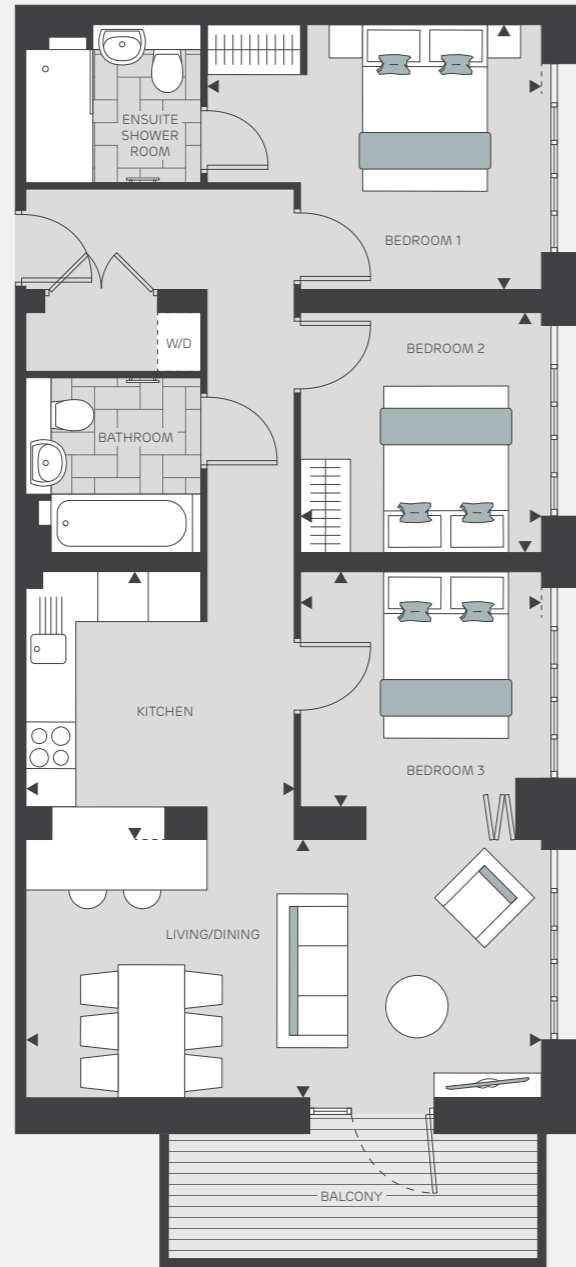 ENSUITE
SHOWER
ROOM
BEDROOM 1
W/D
BEDROOM 2
BATHROOM
KITCHEN
BEDROOM 3
LIVING/DINING
BALCONY